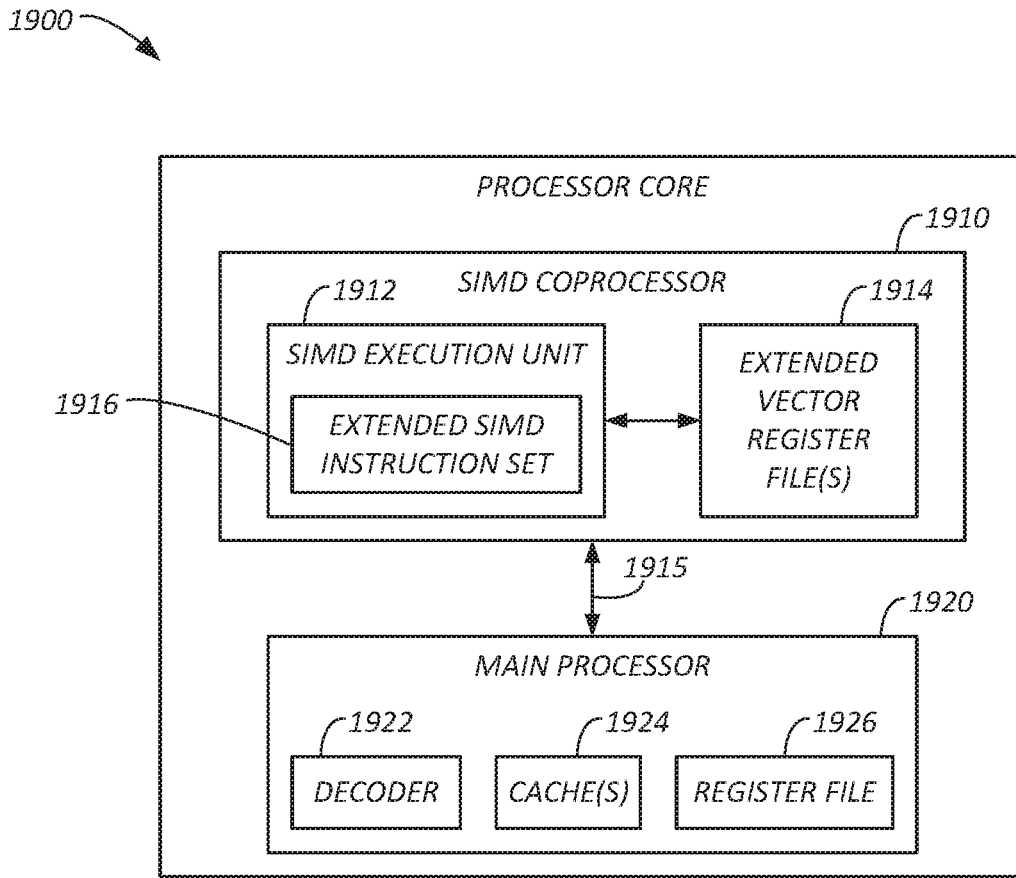 1900
PROCESSOR CORE
1910
SIMD COPROCESSOR
1912
1914
SIMD EXECUTION UNIT
1916
EXTENDED SIMD
INSTRUCTION SET
EXTENDED
VECTOR
REGISTER
FILE(S)
1915
1920
MAIN PROCESSOR
1922
1924
1926
DECODER
CACHE(S)
REGISTER FILE